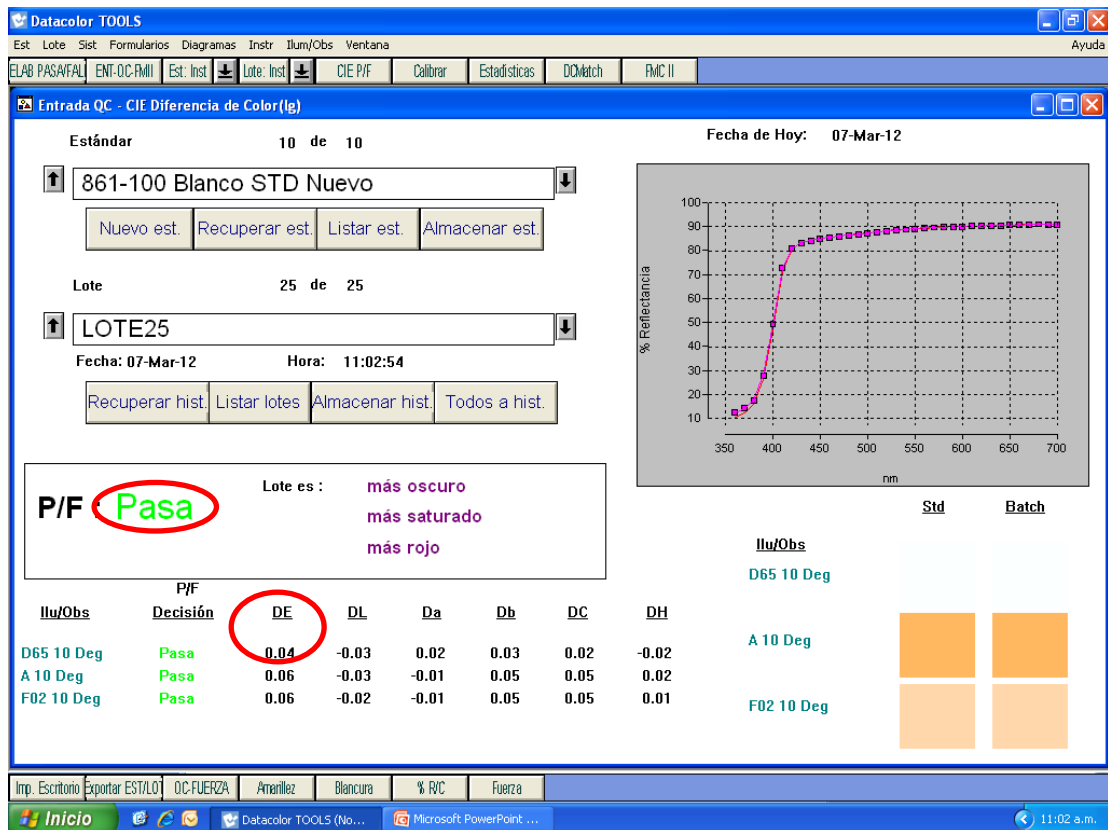 Datacolor TOOLS
Est Lote Sist Formularios Diagramas Instr Ilum/Obs Ventana Ayuda
ELAB PASA/FAL ENT-QC-FMII Est: Inst Lote: Inst CIE P/F Calibrar Estadísticas DCMatch FMC II
Entrada QC - CIE Diferencia de Color(lg)
Estándar 10 de 10
Fecha de Hoy: 07-Mar-12
861-100 Blanco STD Nuevo
Nuevo est. Recuperar est. Listar est. Almacenar est.
Lote 25 de 25
LOTE25
Fecha: 07-Mar-12 Hora: 11:02:54
Recuperar hist. Listar lotes Almacenar hist. Todos a hist.
% Reflectancia
100
90
80
70
60
50
40
30
20
10
350 400 450 500 550 600 650 700
nm
P/F : Pasa
Lote es : más oscuro
más saturado
más rojo
Std Batch
Ilu/Obs
D65 10 Deg
A 10 Deg
F02 10 Deg
P/F
Ilu/Obs Decisión DE DL Da Db DC DH
D65 10 Deg Pasa 0.04 -0.03 0.02 0.03 0.02 -0.02
A 10 Deg Pasa 0.06 -0.03 -0.01 0.05 0.05 0.02
F02 10 Deg Pasa 0.06 -0.02 -0.01 0.05 0.05 0.01
Imp. Escritorio Exportar EST/LOT QC-FUERZA Amarillez Blancura % R/C Fuerza
Inicio Datacolor TOOLS (No... Microsoft PowerPoint ... 11:02 a.m.